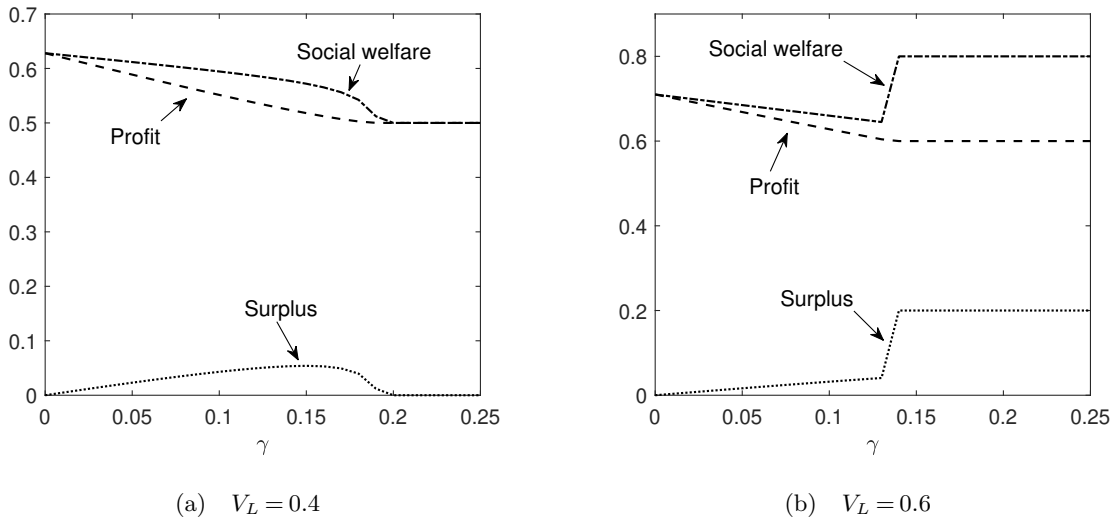 0.7
0.6
0.5
0.4
0.3
0.2
0.1
0
Social welfare
Profit
Surplus
0 0.05 0.1 0.15 0.2 0.25
γ
(a) V_L = 0.4
0.8
0.6
0.4
0.2
0
Social welfare
Profit
Surplus
0 0.05 0.1 0.15 0.2 0.25
γ
(b) V_L = 0.6